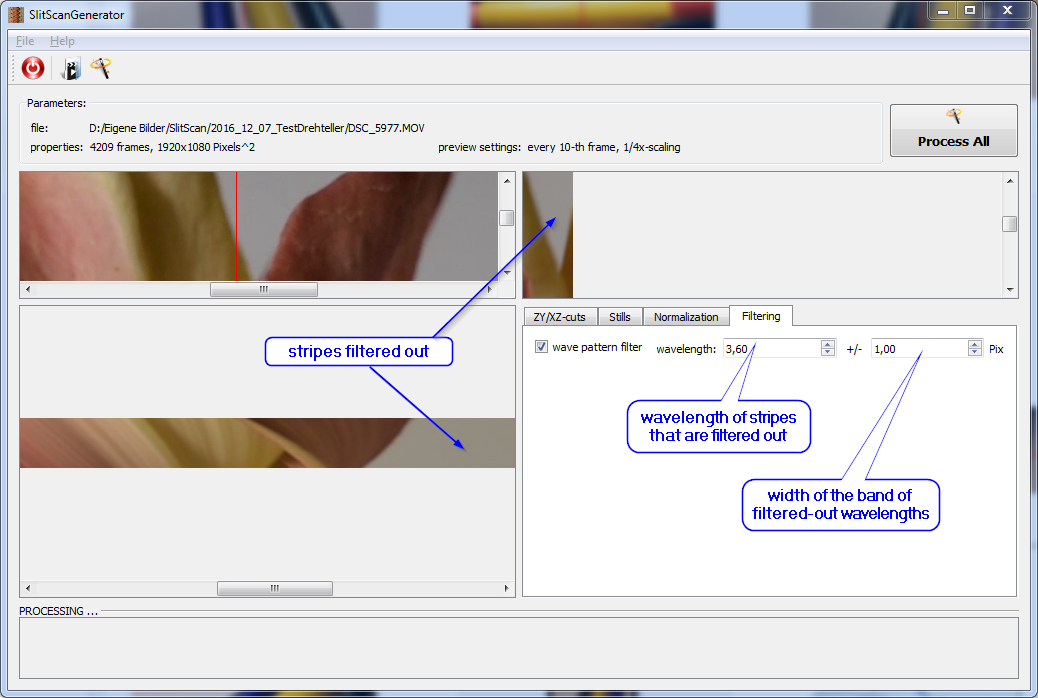 SlitScanGenerator
File Help
Parameters:
file: D:/Eigene Bilder/SlitScan/2016_12_07_TestDrehteller/DSC_5977.MOV
properties: 4209 frames, 1920x1080 Pixels^2 preview settings: every 10-th frame, 1/4x-scaling
Process All
ZY/XZ-cuts Stills Normalization Filtering
wave pattern filter wavelength: 3,60 +/- 1,00 Pix
stripes filtered out
wavelength of stripes
that are filtered out
width of the band of
filtered-out wavelengths
PROCESSING ...